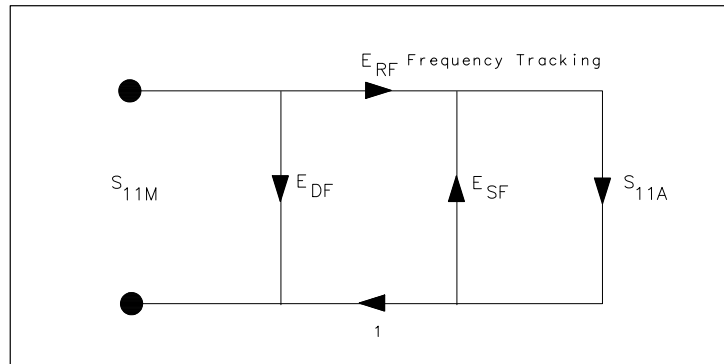 E_RF Frequency Tracking
S_11M
E_DF
E_SF
S_11A
1